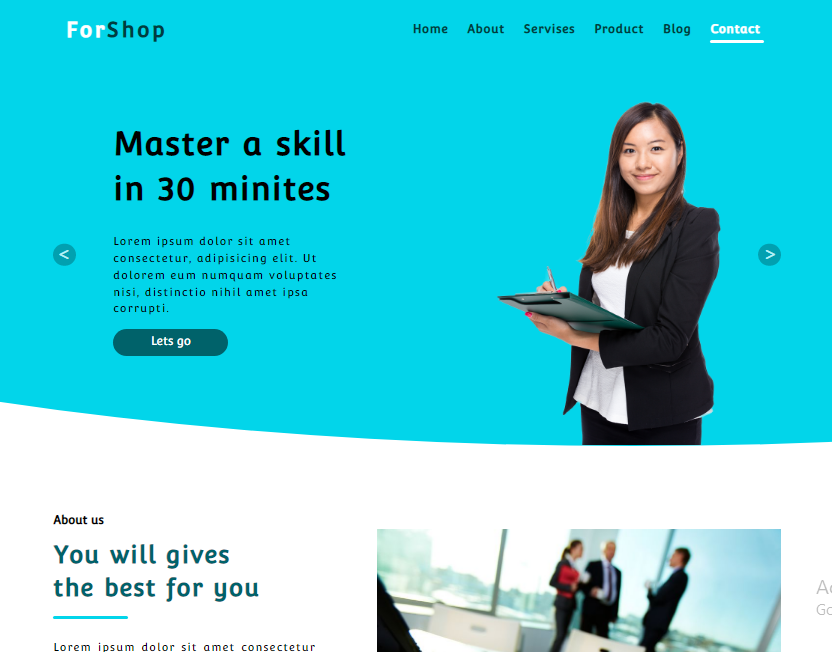 ForShop
Home About Servises Product Blog Contact
Master a skill
in 30 minites
Lorem ipsum dolor sit amet
consectetur, adipisicing elit. Ut
dolorem eum numquam voluptates
nisi, distinctio nihil amet ipsa
corrupti.
<
>
Lets go
About us
You will gives
the best for you
Lorem ipsum dolor sit amet consectetur